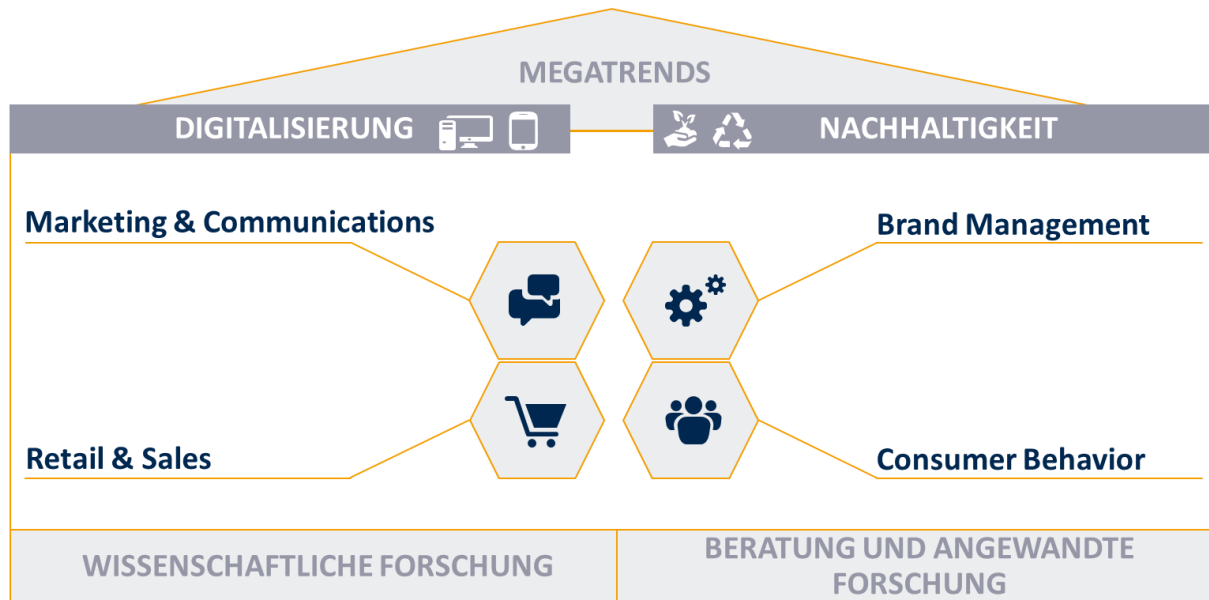 MEGATRENDS
DIGITALISIERUNG
NACHHALTIGKEIT
Marketing & Communications
Brand Management
Retail & Sales
Consumer Behavior
WISSENSCHAFTLICHE FORSCHUNG
BERATUNG UND ANGEWANDTE
FORSCHUNG